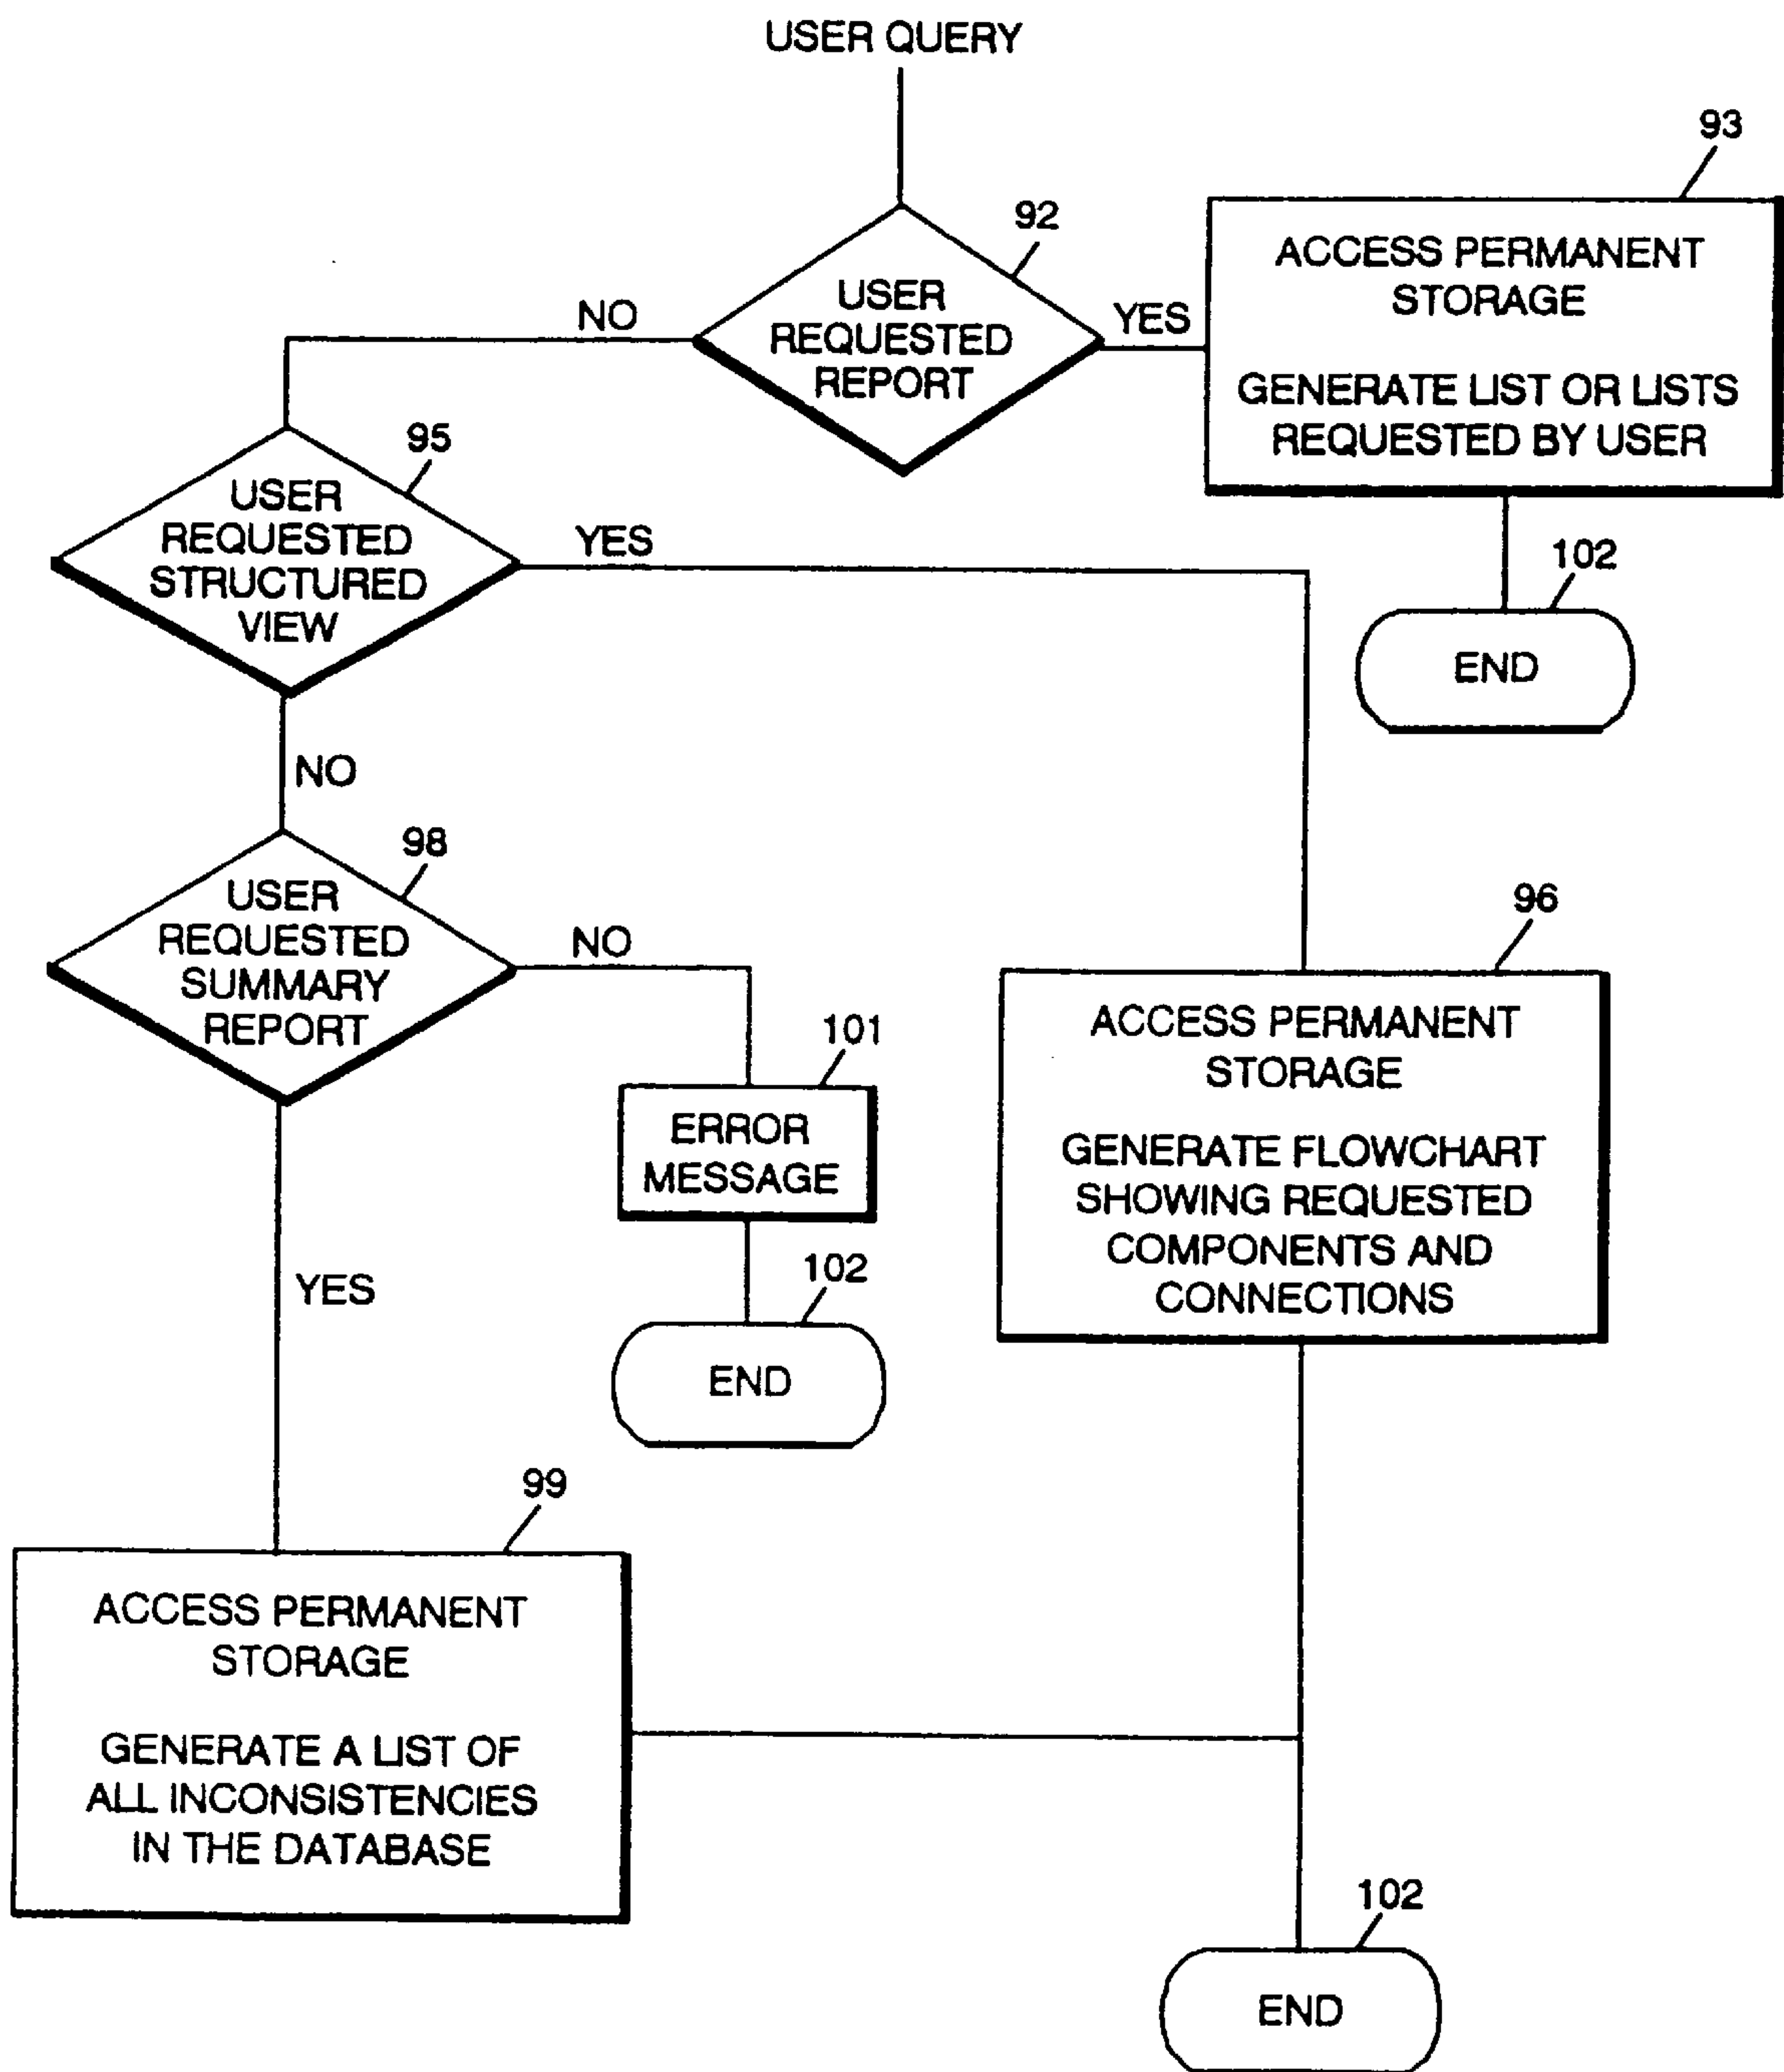 USER QUERY
93
92
ACCESS PERMANENT
STORAGE
GENERATE LIST OR LISTS
REQUESTED BY USER
USER
REQUESTED
REPORT
NO
YES
95
USER
REQUESTED
STRUCTURED
VIEW
YES
102
END
NO
98
USER
REQUESTED
SUMMARY
REPORT
NO
96
ACCESS PERMANENT
STORAGE
GENERATE FLOWCHART
SHOWING REQUESTED
COMPONENTS AND
CONNECTIONS
101
ERROR
MESSAGE
102
END
YES
99
ACCESS PERMANENT
STORAGE
GENERATE A LIST OF
ALL INCONSISTENCIES
IN THE DATABASE
102
END